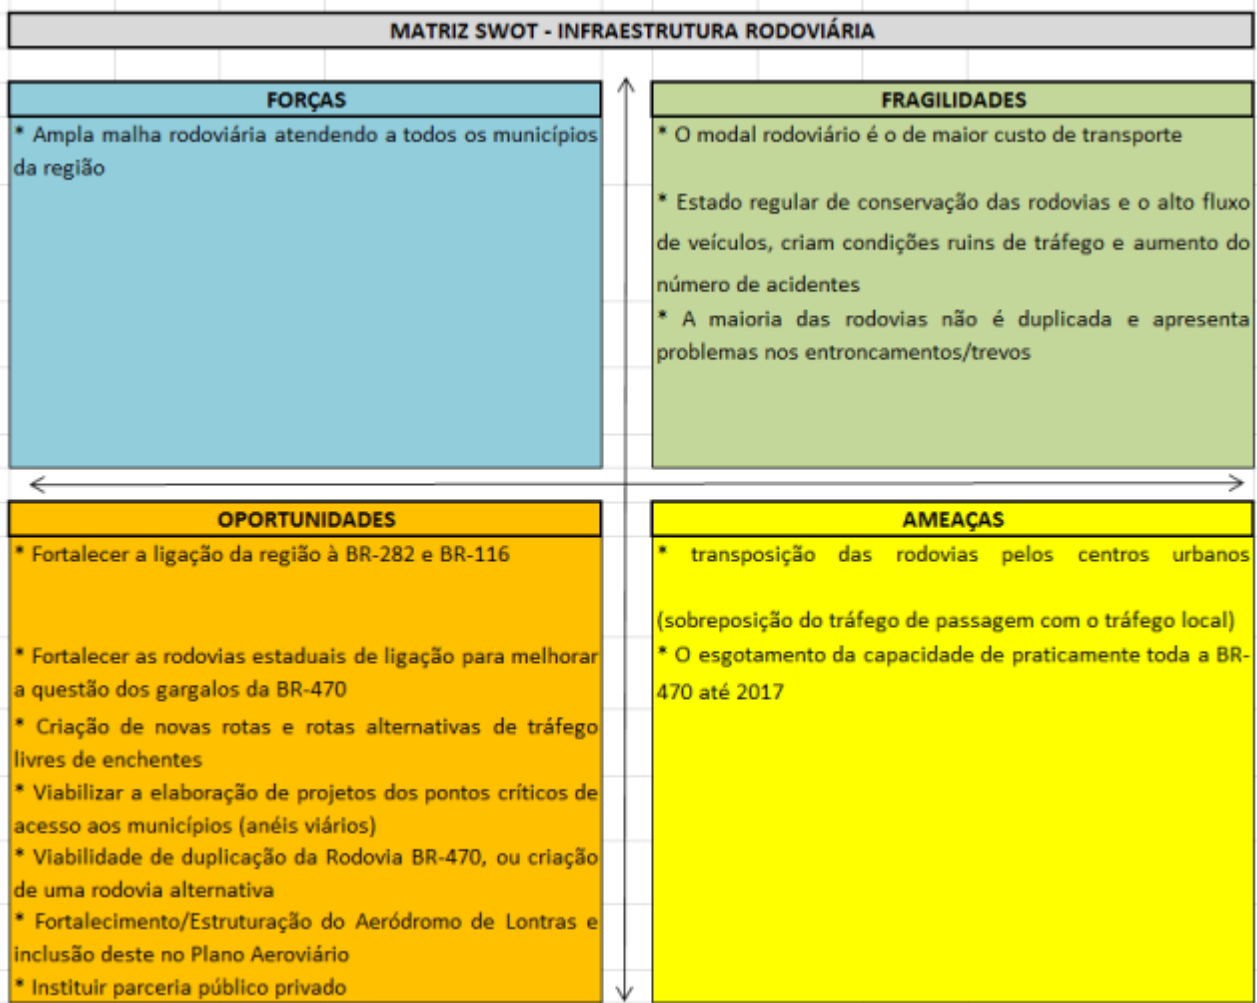 MATRIZ SWOT - INFRAESTRUTURA RODOVIÁRIA
FORÇAS
* Ampla malha rodoviária atendendo a todos os municípios
da região
FRAGILIDADES
* O modal rodoviário é o de maior custo de transporte
* Estado regular de conservação das rodovias e o alto fluxo
de veículos, criam condições ruins de tráfego e aumento do
número de acidentes
* A maioria das rodovias não é duplicada e apresenta
problemas nos entroncamentos/trevos
OPORTUNIDADES
* Fortalecer a ligação da região à BR-282 e BR-116
* Fortalecer as rodovias estaduais de ligação para melhorar
a questão dos gargalos da BR-470
* Criação de novas rotas e rotas alternativas de tráfego
livres de enchentes
* Viabilizar a elaboração de projetos dos pontos críticos de
acesso aos municípios (anéis viários)
* Viabilidade de duplicação da Rodovia BR-470, ou criação
de uma rodovia alternativa
* Fortalecimento/Estruturação do Aeródromo de Lontras e
inclusão deste no Plano Aeroviário
* Instituir parceria público privado
AMEAÇAS
* transposição das rodovias pelos centros urbanos
(sobreposição do tráfego de passagem com o tráfego local)
* O esgotamento da capacidade de praticamente toda a BR-
470 até 2017